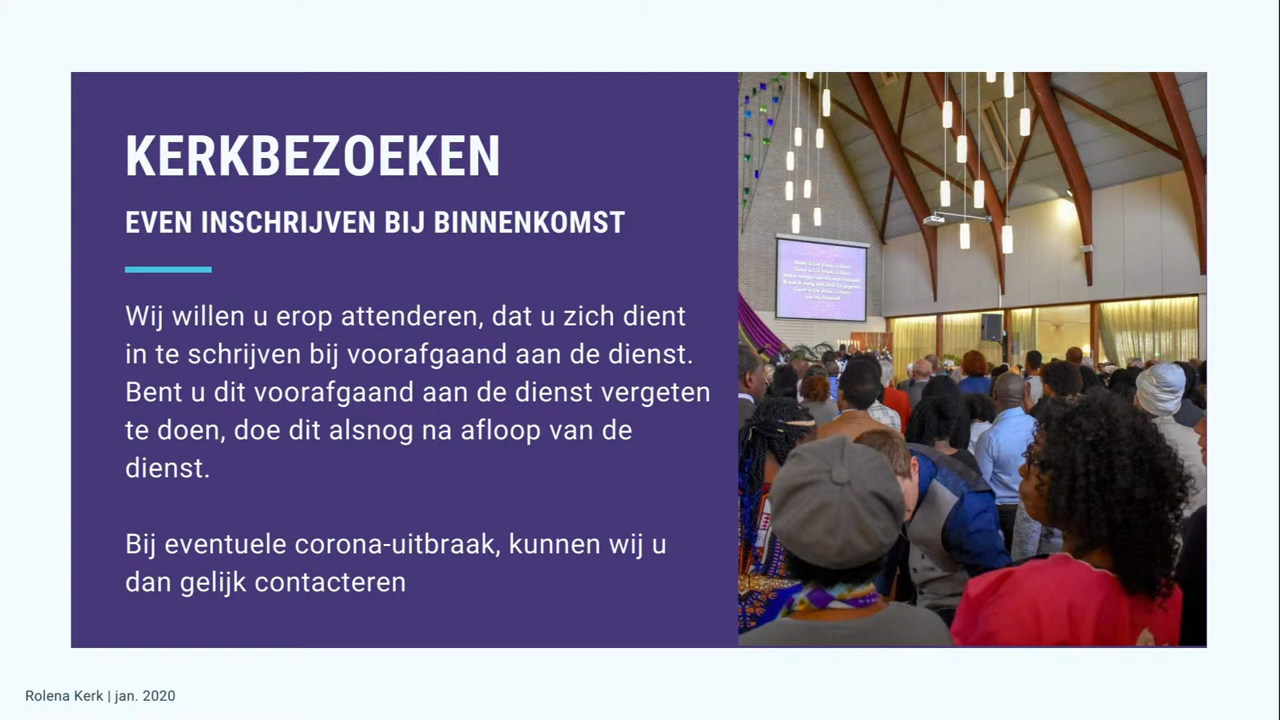 KERKBEZOEKEN
EVEN INSCHRIJVEN BIJ BINNENKOMST
Wij willen u erop attenderen, dat u zich dient
in te schrijven bij voorafgaand aan de dienst.
Bent u dit voorafgaand aan de dienst vergeten
te doen, doe dit alsnog na afloop van de
dienst.
Bij eventuele corona-uitbraak, kunnen wij u
dan gelijk contacteren
Rolena Kerk | jan. 2020